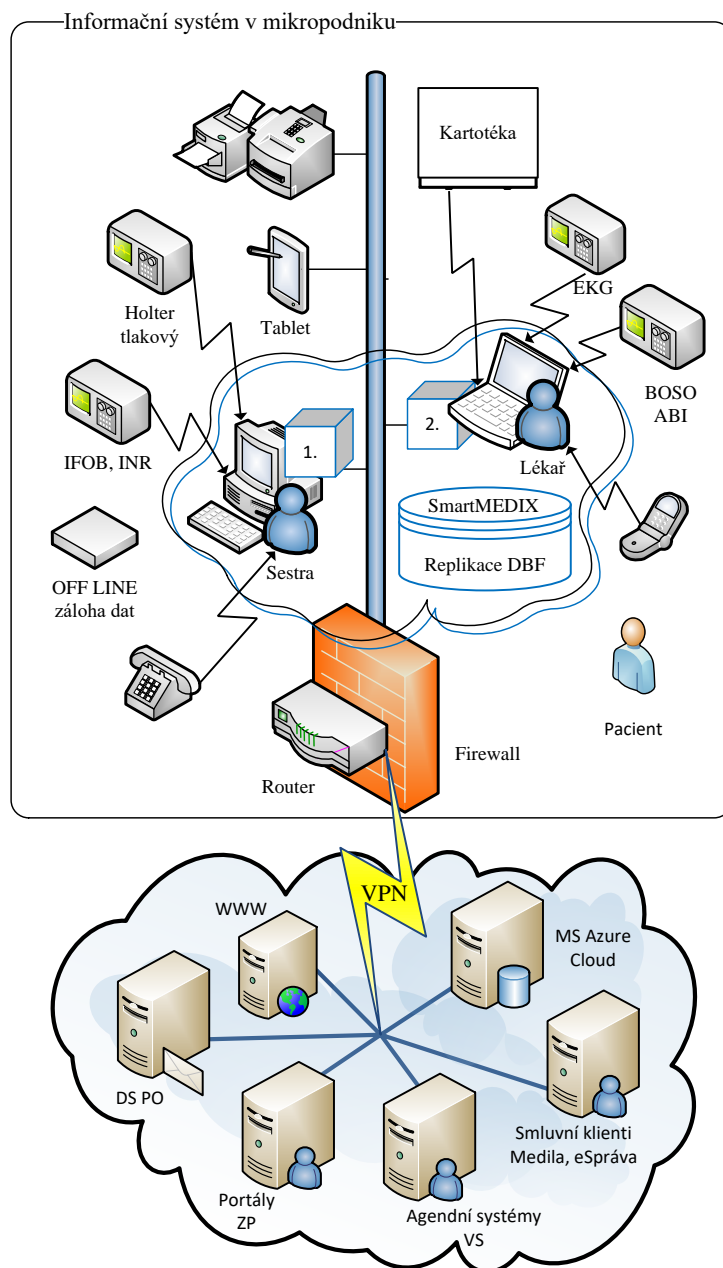 Informační systém v mikropodniku
Kartotéka
EKG
Holter
tlakový
Tablet
BOSO
ABI
IFOB, INR
1.
2.
Lékař
SmartMEDIX
Replikace DBF
Sestra
OFF LINE
záloha dat
Pacient
Firewall
Router
VPN
WWW
MS Azure
Cloud
DS PO
Smluvní klienti
Medila, eSpráva
Portály
ZP
Agendní systémy
VS